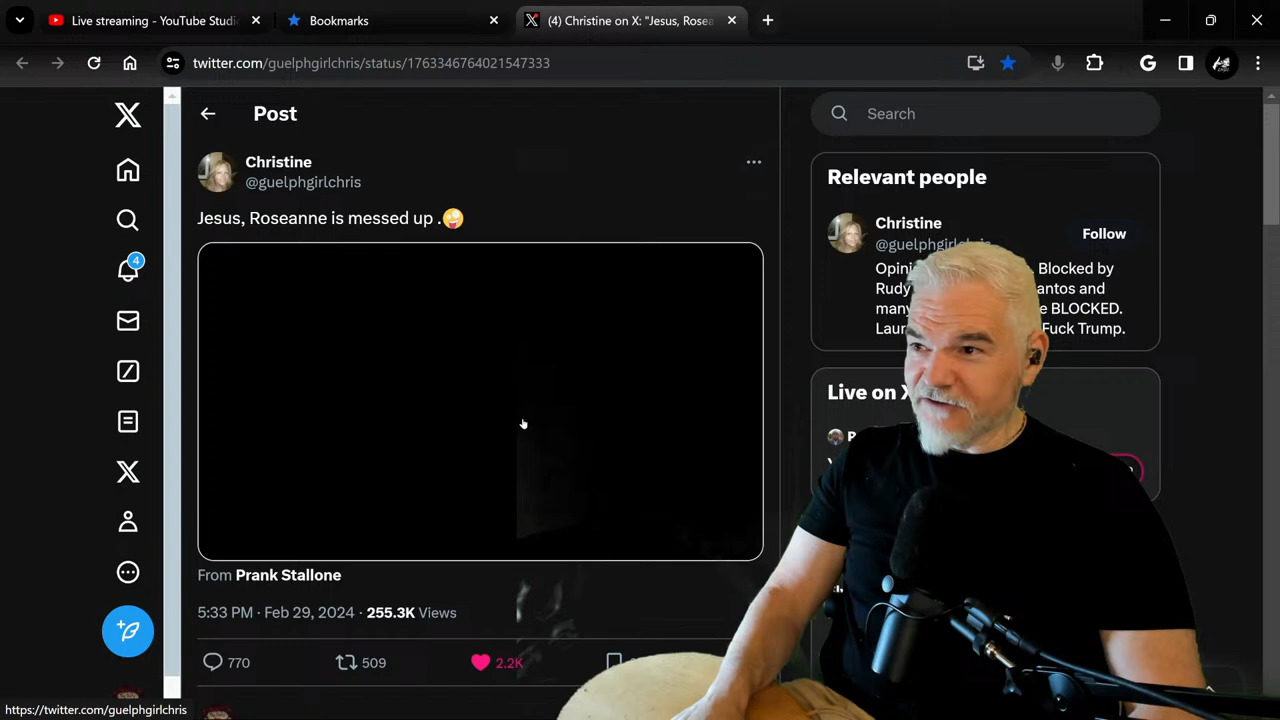 Live streaming - YouTube Studi
Bookmarks
(4) Christine on X: "Jesus, Rosea
twitter.com/guelphgirlchris/status/1763346764021547333
Post
Search
Christine
@guelphgirlchris
Jesus, Roseanne is messed up .🤪
From Prank Stallone
5:33 PM · Feb 29, 2024 · 255.3K Views
770
509
2.2K
Relevant people
Christine
@guelphgirlchris
Follow
Blocked by
Rudy
many
e BLOCKED.
Fuck Trump.
Live on X
4
https://twitter.com/guelphgirlchris